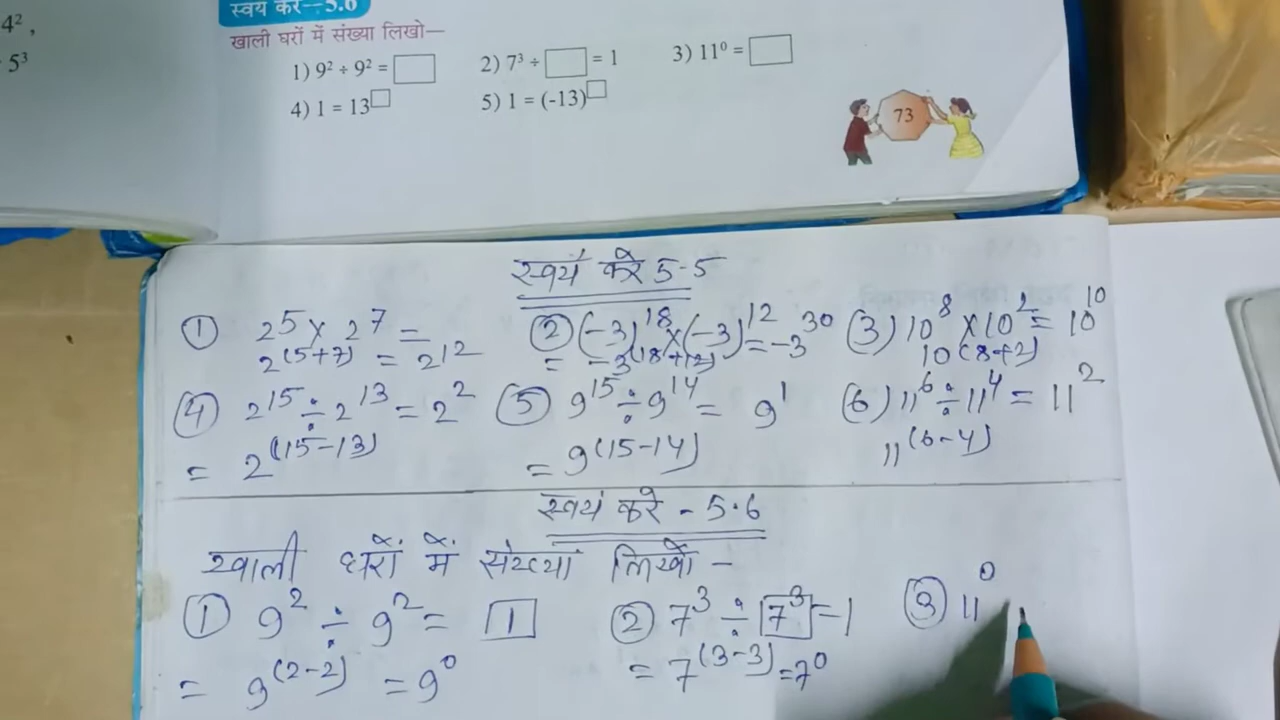 4²,
5³
स्वयं करें–5.6
खाली घरों में संख्या लिखो—
1) 9² ÷ 9² = □ 2) 7³ ÷ □ = 1 3) 11⁰ = □
4) 1 = 13□ 5) 1 = (-13)□
73
स्वयं करे 5-5
① 2⁵ × 2⁷ = ② (-3)¹⁸ × (-3)¹² = -3³⁰ (3) 10⁸ × 10² = 10¹⁰
2⁽⁵⁺⁷⁾ = 2¹² = -3⁽¹⁸⁺¹²⁾ 10⁽⁸⁺²⁾
④ 2¹⁵ ÷ 2¹³ = 2² ⑤ 9¹⁵ ÷ 9¹⁴ = 9¹ (6) 11⁶ ÷ 11⁴ = 11²
= 2⁽¹⁵⁻¹³⁾ = 9⁽¹⁵⁻¹⁴⁾ 11⁽⁶⁻⁴⁾
स्वयं करे - 5.6
खाली घरों में संख्या लिखों -
① 9² ÷ 9² = 1 ② 7³ ÷ 7³ = 1 ③ 11⁰
= 9⁽²⁻²⁾ = 9⁰ = 7⁽³⁻³⁾ = 7⁰